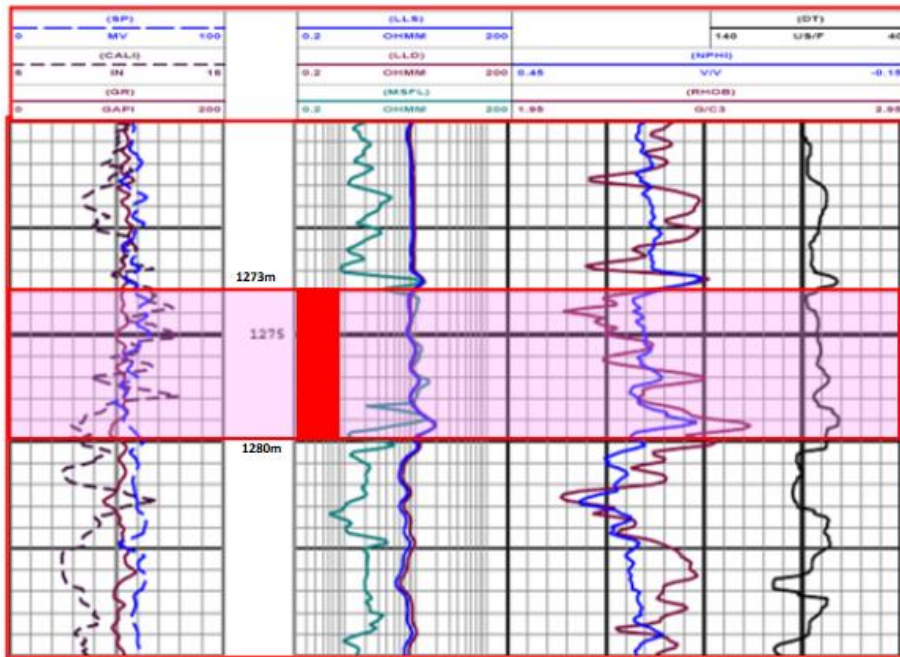 (SP) (LLS) (DT)
0 MV 100 0.2 OHMM 200 140 US/F 40
(CALI) (LLD) (NPHI)
6 IN 16 0.2 OHMM 200 0.45 V/V -0.15
(GR) (MSFL) (RHOB)
0 GAPI 200 0.2 OHMM 200 1.95 G/C3 2.95
1273m
1275
1280m